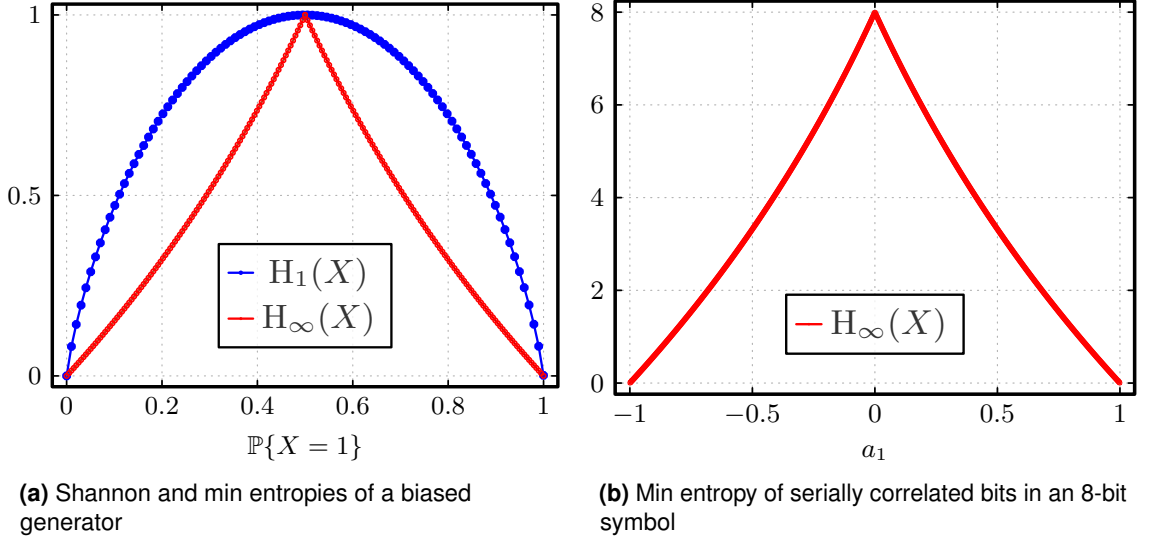 1
0.5
0
0
0.2
0.4
0.6
0.8
1
H₁(X)
H∞(X)
ℙ{X = 1}
(a) Shannon and min entropies of a biased
generator
8
6
4
2
0
−1
−0.5
0
0.5
1
H∞(X)
a₁
(b) Min entropy of serially correlated bits in an 8-bit
symbol